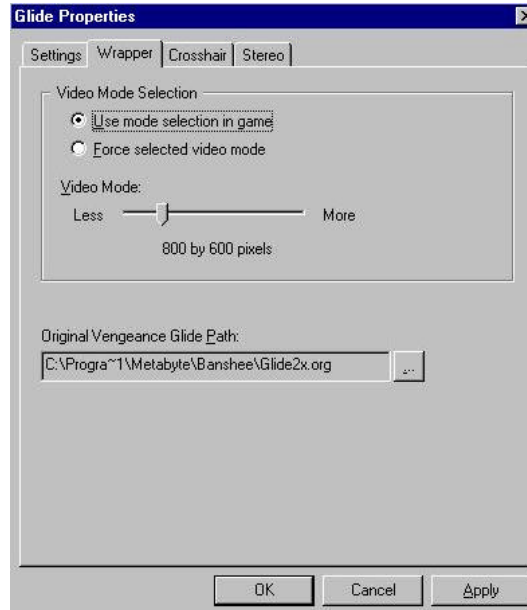 Glide Properties
Settings Wrapper Crosshair Stereo
Video Mode Selection
Use mode selection in game
Force selected video mode
Video Mode:
Less More
800 by 600 pixels
Original Vengeance Glide Path:
C:\Progra~1\Metabyte\Banshee\Glide2x.org ...
OK Cancel Apply